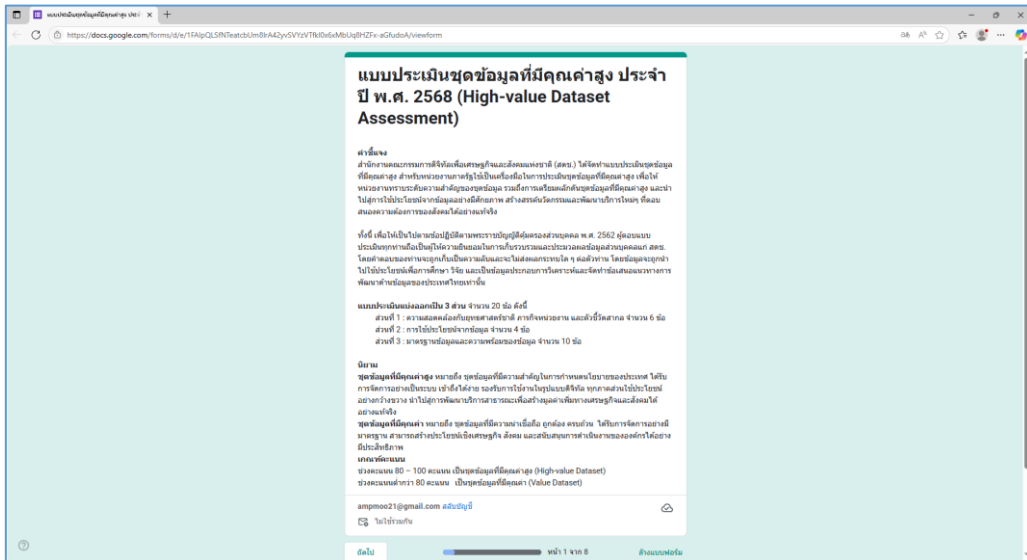 แบบประเมินชุดข้อมูลที่มีคุณค่าสูง ประจำ
https://docs.google.com/forms/d/e/1FAIpQLSfNTeatcbUm8IrA42yvSVYzVTfkI0x6xMbUq8HZFx-aGfudoA/viewform
แบบประเมินชุดข้อมูลที่มีคุณค่าสูง ประจำ
ปี พ.ศ. 2568 (High-value Dataset
Assessment)
คำชี้แจง
สำนักงานคณะกรรมการดิจิทัลเพื่อเศรษฐกิจและสังคมแห่งชาติ (สดช.) ได้จัดทำแบบประเมินชุดข้อมูล
ที่มีคุณค่าสูง สำหรับหน่วยงานภาครัฐใช้เป็นเครื่องมือในการประเมินชุดข้อมูลที่มีคุณค่าสูง เพื่อให้
หน่วยงานทราบระดับความสำคัญของชุดข้อมูล รวมถึงการเตรียมผลักดันชุดข้อมูลที่มีคุณค่าสูง และนำ
ไปสู่การใช้ประโยชน์จากข้อมูลอย่างมีศักยภาพ สร้างสรรค์นวัตกรรมและพัฒนาบริการใหม่ๆ ที่ตอบ
สนองความต้องการของสังคมได้อย่างแท้จริง
ทั้งนี้ เพื่อให้เป็นไปตามข้อปฏิบัติตามพระราชบัญญัติคุ้มครองส่วนบุคคล พ.ศ. 2562 ผู้ตอบแบบ
ประเมินทุกท่านถือเป็นผู้ให้ความยินยอมในการเก็บรวบรวมและประมวลผลข้อมูลส่วนบุคคลแก่ สดช.
โดยคำตอบของท่านจะถูกเก็บเป็นความลับและจะไม่ส่งผลกระทบใด ๆ ต่อตัวท่าน โดยข้อมูลจะถูกนำ
ไปใช้ประโยชน์เพื่อการศึกษา วิจัย และเป็นข้อมูลประกอบการวิเคราะห์และจัดทำข้อเสนอแนวทางการ
พัฒนาด้านข้อมูลของประเทศไทยเท่านั้น
แบบประเมินแบ่งออกเป็น 3 ส่วน จำนวน 20 ข้อ ดังนี้
ส่วนที่ 1 : ความสอดคล้องกับยุทธศาสตร์ชาติ ภารกิจหน่วยงาน และตัวชี้วัดสากล จำนวน 6 ข้อ
ส่วนที่ 2 : การใช้ประโยชน์จากข้อมูล จำนวน 4 ข้อ
ส่วนที่ 3 : มาตรฐานข้อมูลและความพร้อมของข้อมูล จำนวน 10 ข้อ
นิยาม
ชุดข้อมูลที่มีคุณค่าสูง หมายถึง ชุดข้อมูลที่มีความสำคัญในการกำหนดนโยบายของประเทศ ได้รับ
การจัดการอย่างเป็นระบบ เข้าถึงได้ง่าย รองรับการใช้งานในรูปแบบดิจิทัล ทุกภาคส่วนใช้ประโยชน์
อย่างกว้างขวาง นำไปสู่การพัฒนาบริการสาธารณะเพื่อสร้างมูลค่าเพิ่มทางเศรษฐกิจและสังคมได้
อย่างแท้จริง
ชุดข้อมูลที่มีคุณค่า หมายถึง ชุดข้อมูลที่มีความน่าเชื่อถือ ถูกต้อง ครบถ้วน ได้รับการจัดการอย่างมี
มาตรฐาน สามารถสร้างประโยชน์เชิงเศรษฐกิจ สังคม และสนับสนุนการดำเนินงานขององค์กรได้อย่าง
มีประสิทธิภาพ
เกณฑ์คะแนน
ช่วงคะแนน 80 – 100 คะแนน เป็นชุดข้อมูลที่มีคุณค่าสูง (High-value Dataset)
ช่วงคะแนนต่ำกว่า 80 คะแนน เป็นชุดข้อมูลที่มีคุณค่า (Value Dataset)
ampmoo21@gmail.com สลับบัญชี
ไม่ใช้ร่วมกัน
ถัดไป หน้า 1 จาก 8 ล้างแบบฟอร์ม